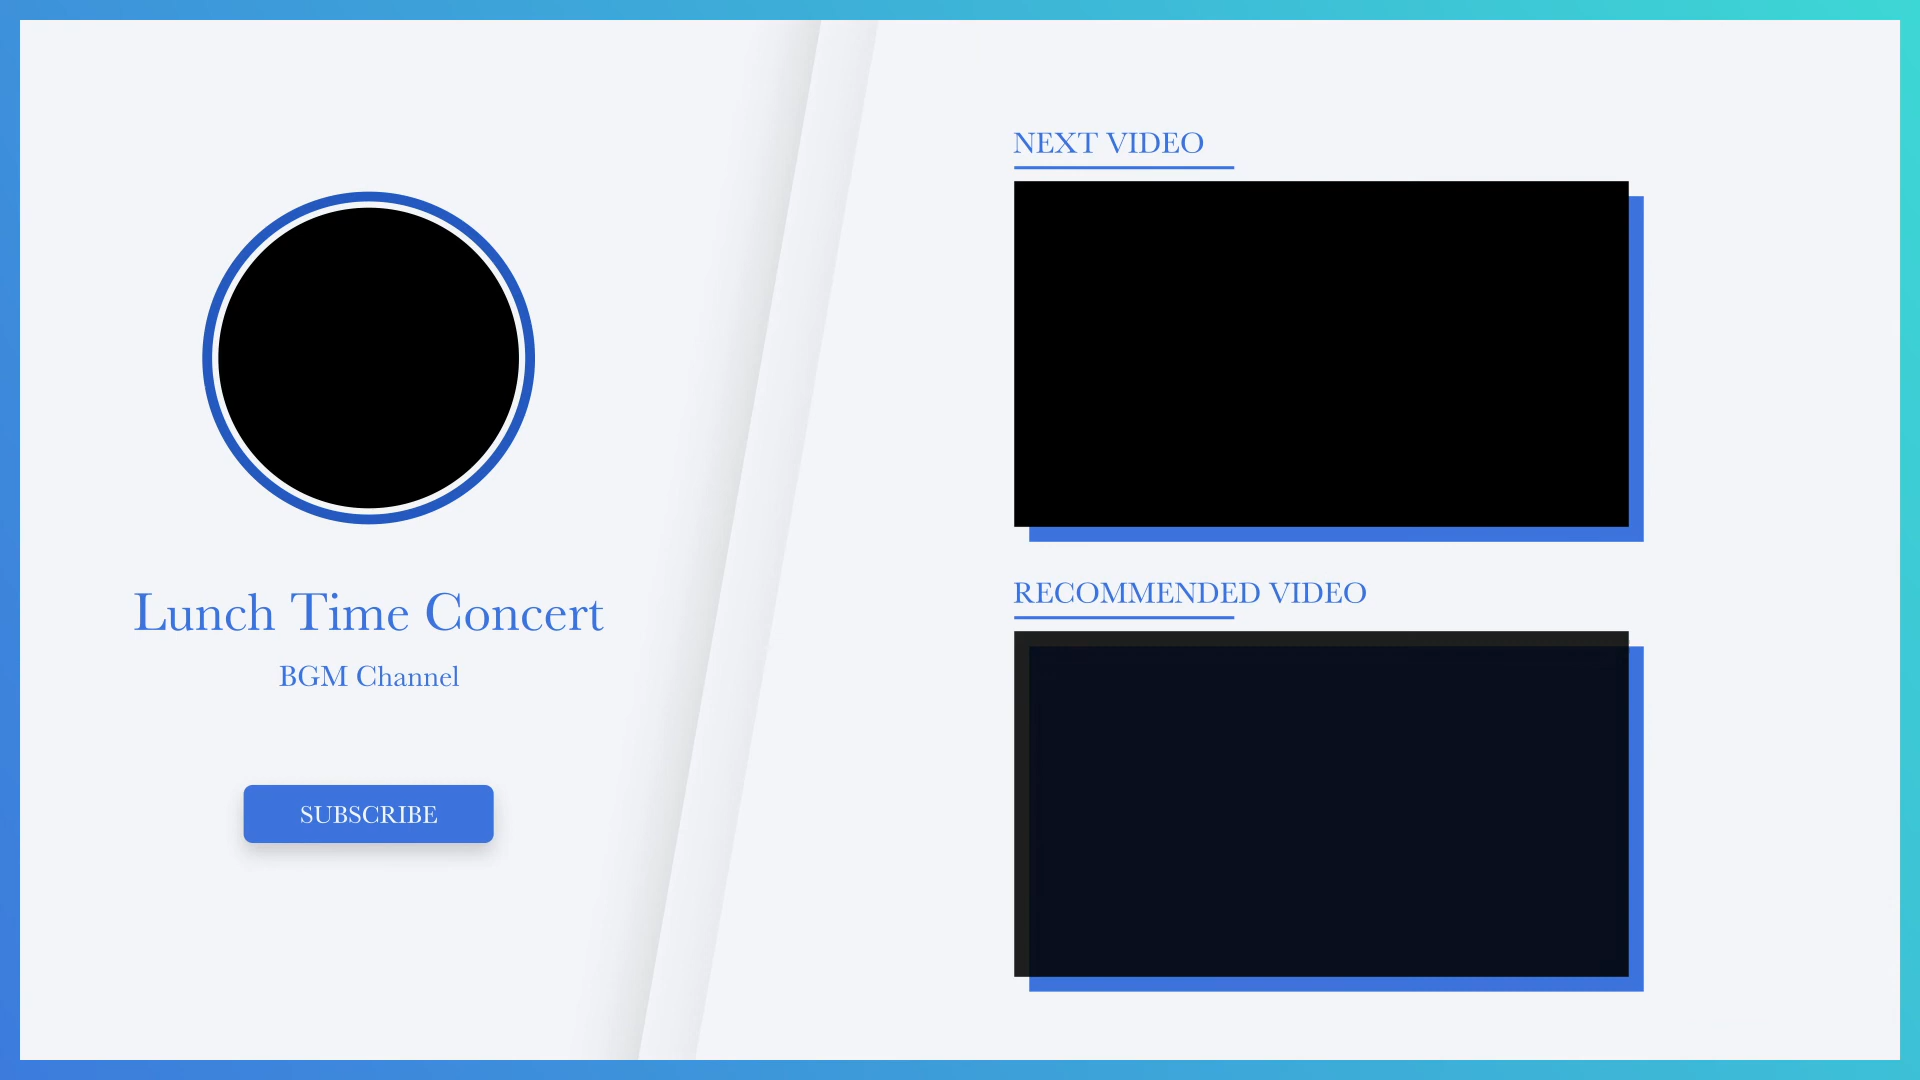 Lunch Time Concert
BGM Channel
SUBSCRIBE
NEXT VIDEO
RECOMMENDED VIDEO